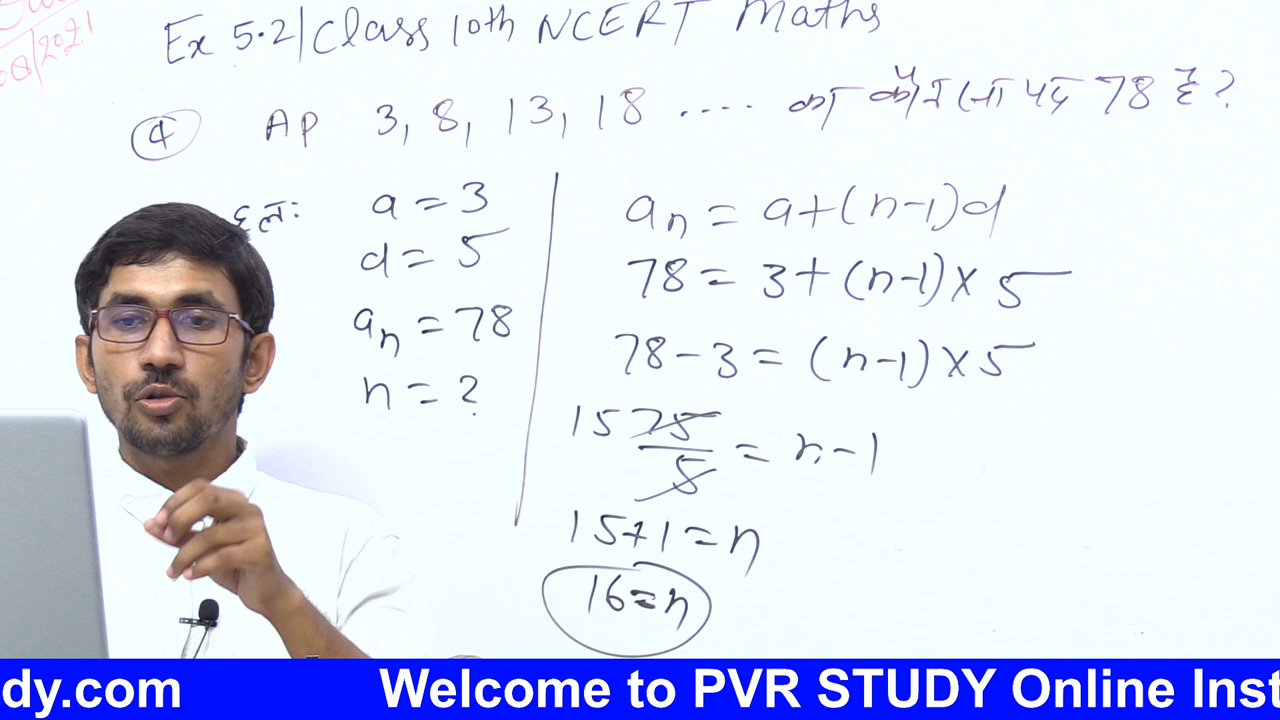 08/2021
Ex 5.2/Class 10th NCERT Maths
④ AP 3, 8, 13, 18 ..... का कौन सा पद 78 है?
हल:
a = 3
d = 5
aₙ = 78
n = ?
aₙ = a+(n-1)d
78 = 3+(n-1)×5
78-3 = (n-1)×5
15 75/5 = n-1
15+1=n
16=n
dy.com Welcome to PVR STUDY Online Inst